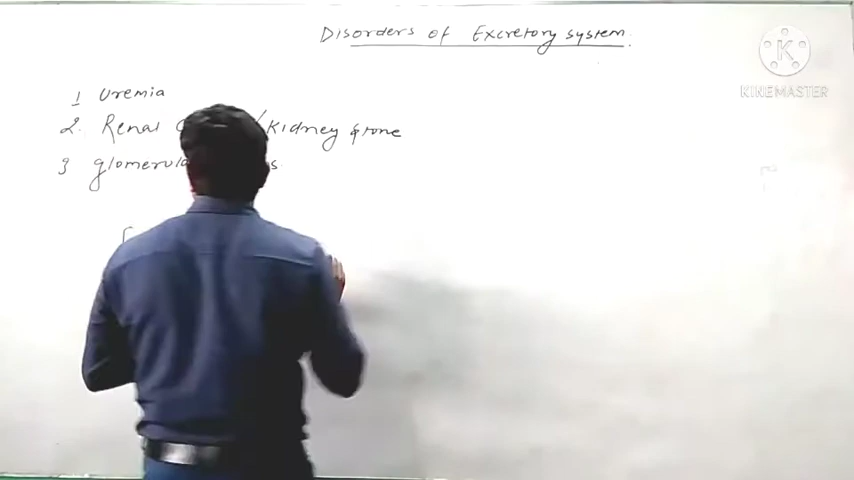 Disorders of Excretory system.
KINEMASTER
1 Uremia
2. Renal /kidney stone
3 glomerula s